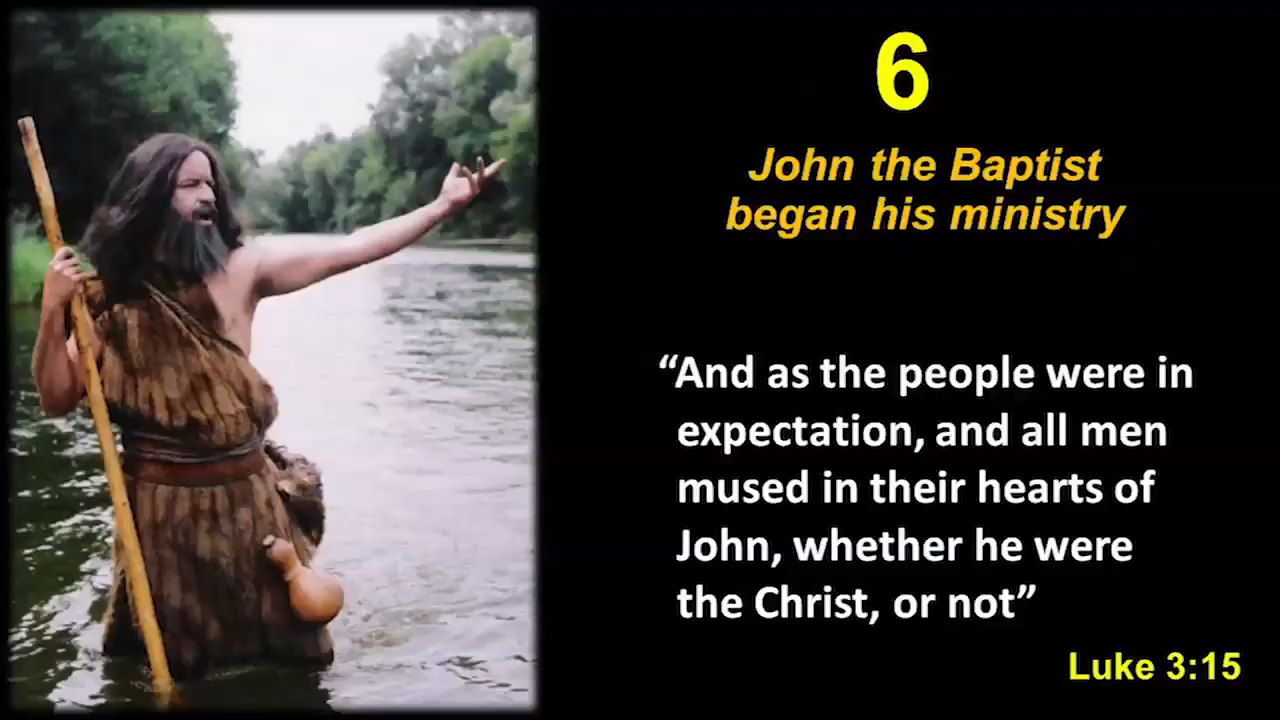 6
John the Baptist
began his ministry
“And as the people were in
expectation, and all men
mused in their hearts of
John, whether he were
the Christ, or not”
Luke 3:15